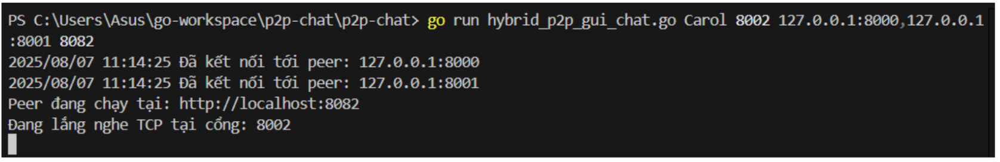 PS C:\Users\Asus\go-workspace\p2p-chat\p2p-chat> go run hybrid_p2p_gui_chat.go Carol 8002 127.0.0.1:8000,127.0.0.1
:8001 8082
2025/08/07 11:14:25 Đã kết nối tới peer: 127.0.0.1:8000
2025/08/07 11:14:25 Đã kết nối tới peer: 127.0.0.1:8001
Peer đang chạy tại: http://localhost:8082
Đang lắng nghe TCP tại cổng: 8002